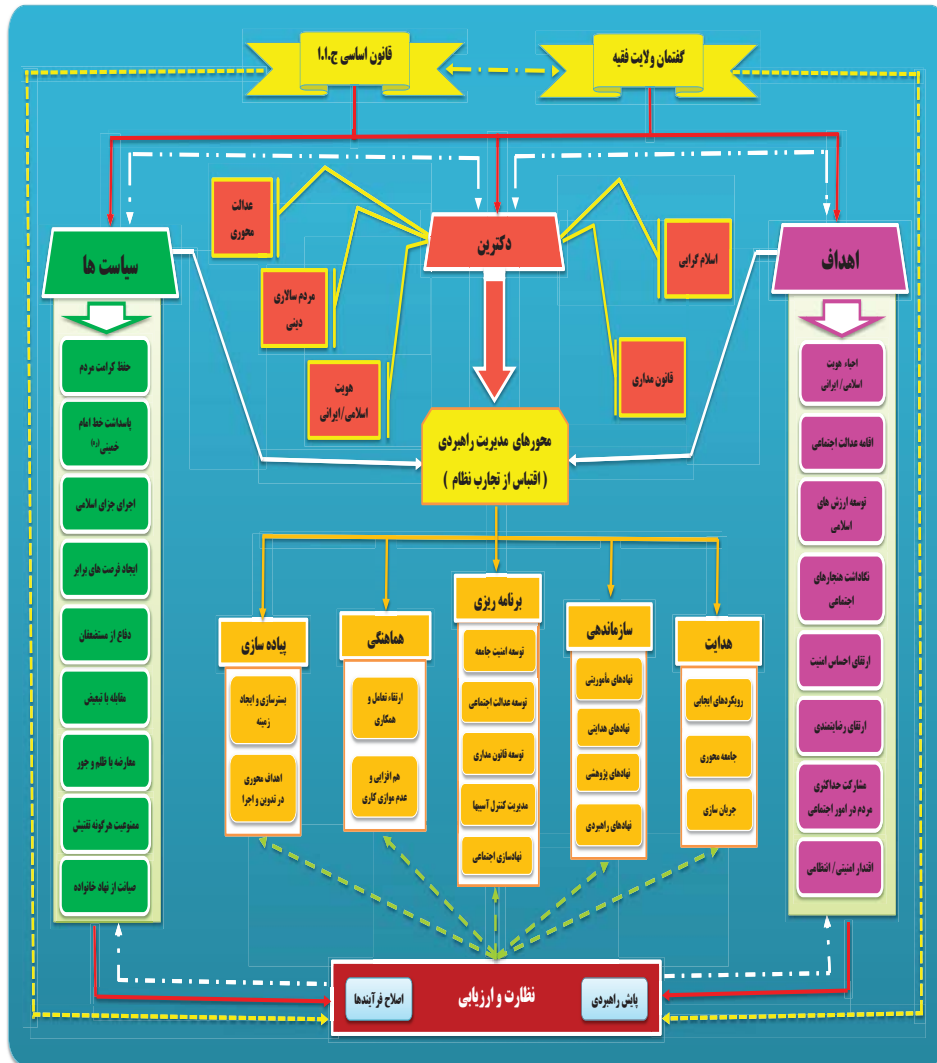 گفتمان ولایت فقیه
قانون اساسی ج.ا.ا
اهداف
احیاء هویت
اسلامی/ایرانی
اقامه عدالت اجتماعی
توسعه ارزش های
اسلامی
نگاداشت هنجارهای
اجتماعی
ارتقای احساس امنیت
ارتقای رضایتمندی
مشارکت حداکثری
مردم در امور اجتماعی
اقتدار امنیتی/انتظامی
دکترین
اسلام گرایی
قانون مداری
عدالت
محوری
مردم سالاری
دینی
هویت
اسلامی/ایرانی
سیاست ها
حفظ کرامت مردم
پاسداشت خط امام
خمینی(ره)
اجرای جزای اسلامی
ایجاد فرصت های برابر
دفاع از مستضعفان
مقابله با تبعیض
معارضه با ظلم و جور
ممنوعیت هرگونه تفتیش
صیانت از نهاد خانواده
محورهای مدیریت راهبردی
( اقتباس از تجارب نظام )
هدایت
رویکردهای ایجابی
جامعه محوری
جریان سازی
سازماندهی
نهادهای مأموریتی
نهادهای هدایتی
نهادهای پژوهشی
نهادهای راهبردی
برنامه ریزی
توسعه امنیت جامعه
توسعه عدالت اجتماعی
توسعه قانون مداری
مدیریت کنترل آسیبها
نهادسازی اجتماعی
هماهنگی
ارتقاء تعامل و
همکاری
هم افزایی و
عدم موازی کاری
پیاده سازی
بسترسازی و ایجاد
زمینه
اهداف محوری
در تدوین و اجرا
نظارت و ارزیابی
پایش راهبردی
اصلاح فرآیندها